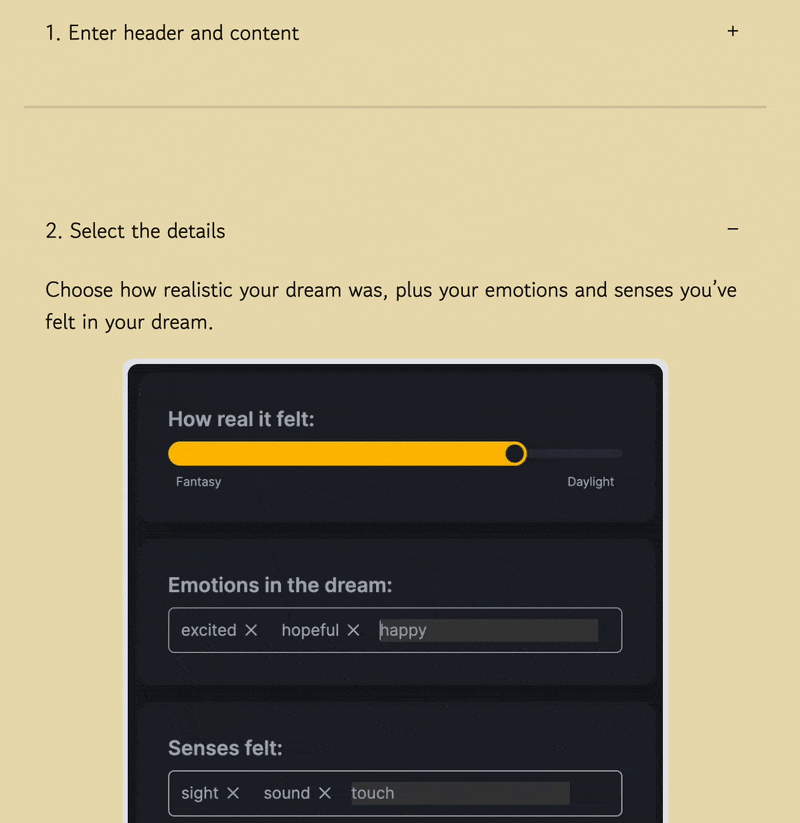 1. Enter header and content +
2. Select the details −
Choose how realistic your dream was, plus your emotions and senses you’ve
felt in your dream.
How real it felt:
Fantasy Daylight
Emotions in the dream:
excited × hopeful × happy
Senses felt:
sight × sound × touch